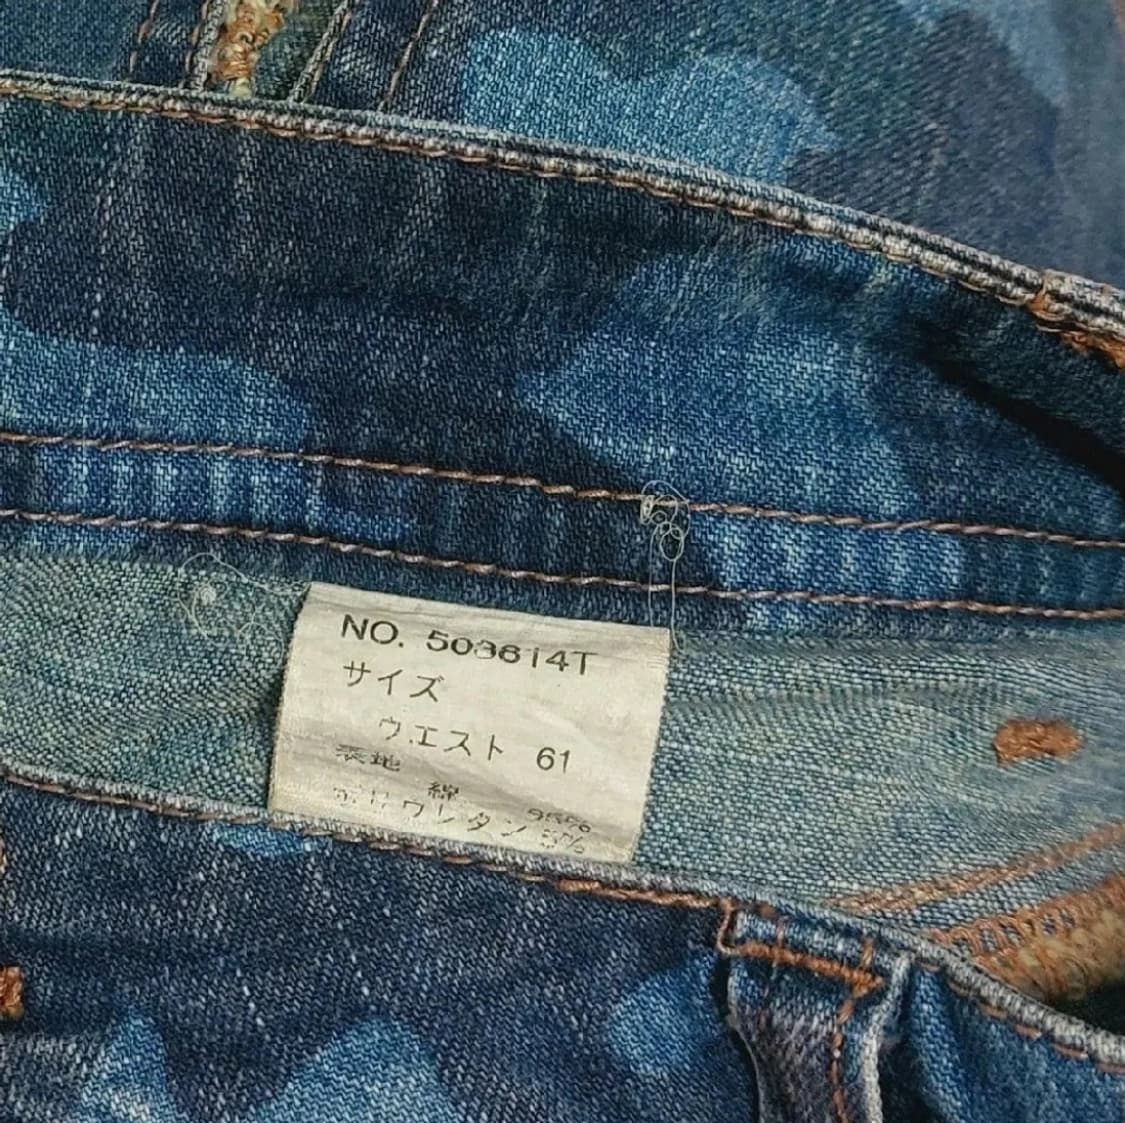 NO. 503614T
サイズ
ウエスト 61
表地 綿 95%
ポリウレタン 5%